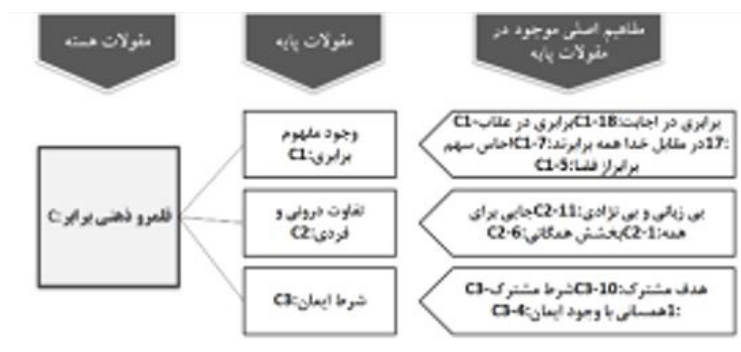 مفاهیم اصلی موجود در
مقولات پایه
مقولات پایه
مقولات هسته
برابری در اجابت:C1-18برابری در عقاب-C1
:17در مقابل خدا همه برابرند:C1-7احاس سهم
برابراز فضا:C1-5
وجود مفهوم
برابری:C1
بی زبانی و بی نژادی:C2-11جایی برای
همه:C2-1بخشش همگانی:C2-6
تفاوت درونی و
فردی:C2
قلمرو ذهنی برابر:C
هدف مشترک:C3-10شرط مشترک-C3
:1همسانی با وجود ایمان:C3-4
شرط ایمان:C3